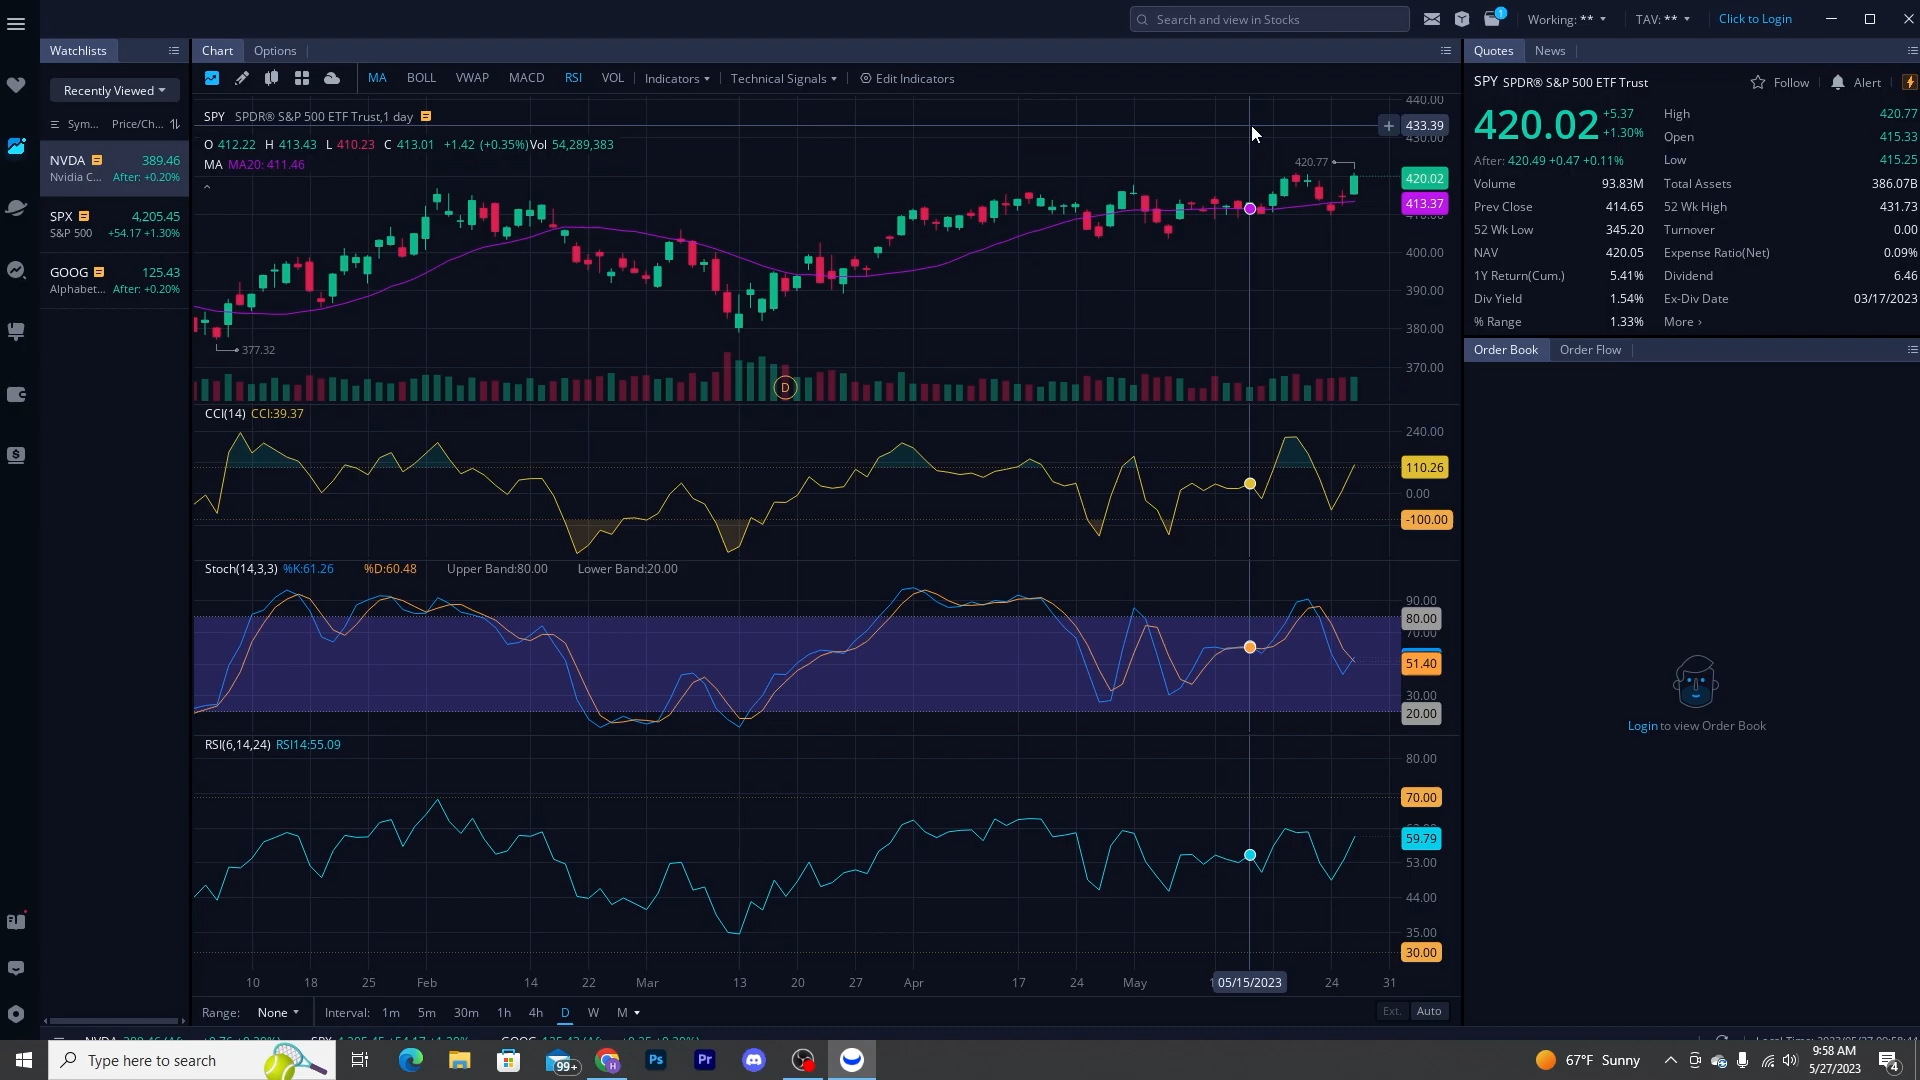 Search and view in Stocks
1
Working: **
TAV: **
Click to Login
Watchlists
Chart
Options
Quotes
News
Recently Viewed
MA
BOLL
VWAP
MACD
RSI
VOL
Indicators
Technical Signals
Edit Indicators
SPY SPDR® S&P 500 ETF Trust
Follow
Alert
Sym...
Price/Ch...
NVDA
389.46
Nvidia C...
After: +0.20%
SPX
4,205.45
S&P 500
+54.17 +1.30%
GOOG
125.43
Alphabet...
After: +0.20%
SPY SPDR® S&P 500 ETF Trust,1 day
O 412.22 H 413.43 L 410.23 C 413.01 +1.42 (+0.35%)Vol 54,289,383
MA MA20: 411.46
440.00
433.39
430.00
420.77
420.02
413.37
410.00
400.00
390.00
380.00
377.32
370.00
D
420.02
+5.37
+1.30%
After: 420.49 +0.47 +0.11%
High 420.77
Open 415.33
Low 415.25
Volume 93.83M Total Assets 386.07B
Prev Close 414.65 52 Wk High 431.73
52 Wk Low 345.20 Turnover 0.00
NAV 420.05 Expense Ratio(Net) 0.09%
1Y Return(Cum.) 5.41% Dividend 6.46
Div Yield 1.54% Ex-Div Date 03/17/2023
% Range 1.33% More ›
Order Book
Order Flow
CCI(14) CCI:39.37
240.00
110.26
0.00
-100.00
Stoch(14,3,3) %K:61.26 %D:60.48 Upper Band:80.00 Lower Band:20.00
90.00
80.00
70.00
51.40
30.00
20.00
Login to view Order Book
RSI(6,14,24) RSI14:55.09
80.00
70.00
59.79
53.00
44.00
35.00
30.00
10 18 25 Feb 14 22 Mar 13 20 27 Apr 17 24 May 05/15/2023 24 31
Range: None
Interval: 1m 5m 30m 1h 4h D W M
Ext. Auto
Type here to search
99+
Ps
Pr
67°F Sunny
9:58 AM
5/27/2023
4